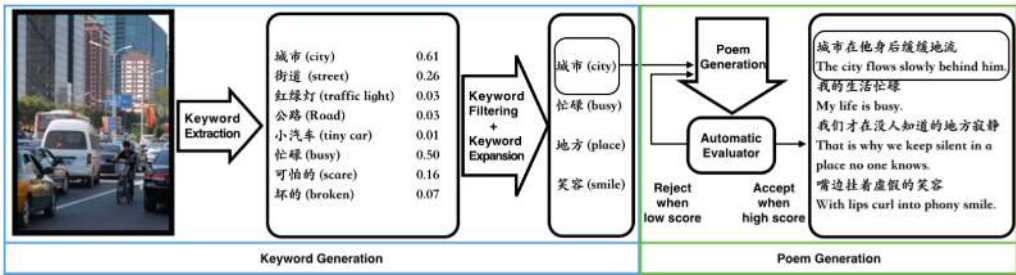 Keyword
Extraction
城市 (city) 0.61
街道 (street) 0.26
红绿灯 (traffic light) 0.03
公路 (Road) 0.03
小汽车 (tiny car) 0.01
忙碌 (busy) 0.50
可怕的 (scare) 0.16
坏的 (broken) 0.07
Keyword
Filtering
+
Keyword
Expansion
城市 (city)
忙碌 (busy)
地方 (place)
笑容 (smile)
Poem
Generation
Automatic
Evaluator
Reject
when
low score
Accept
when
high score
城市在他身后缓缓地流
The city flows slowly behind him.
我的生活忙碌
My life is busy.
我们才在没人知道的地方寂静
That is why we keep silent in a
place no one knows.
嘴边挂着虚假的笑容
With lips curl into phony smile.
Keyword Generation
Poem Generation